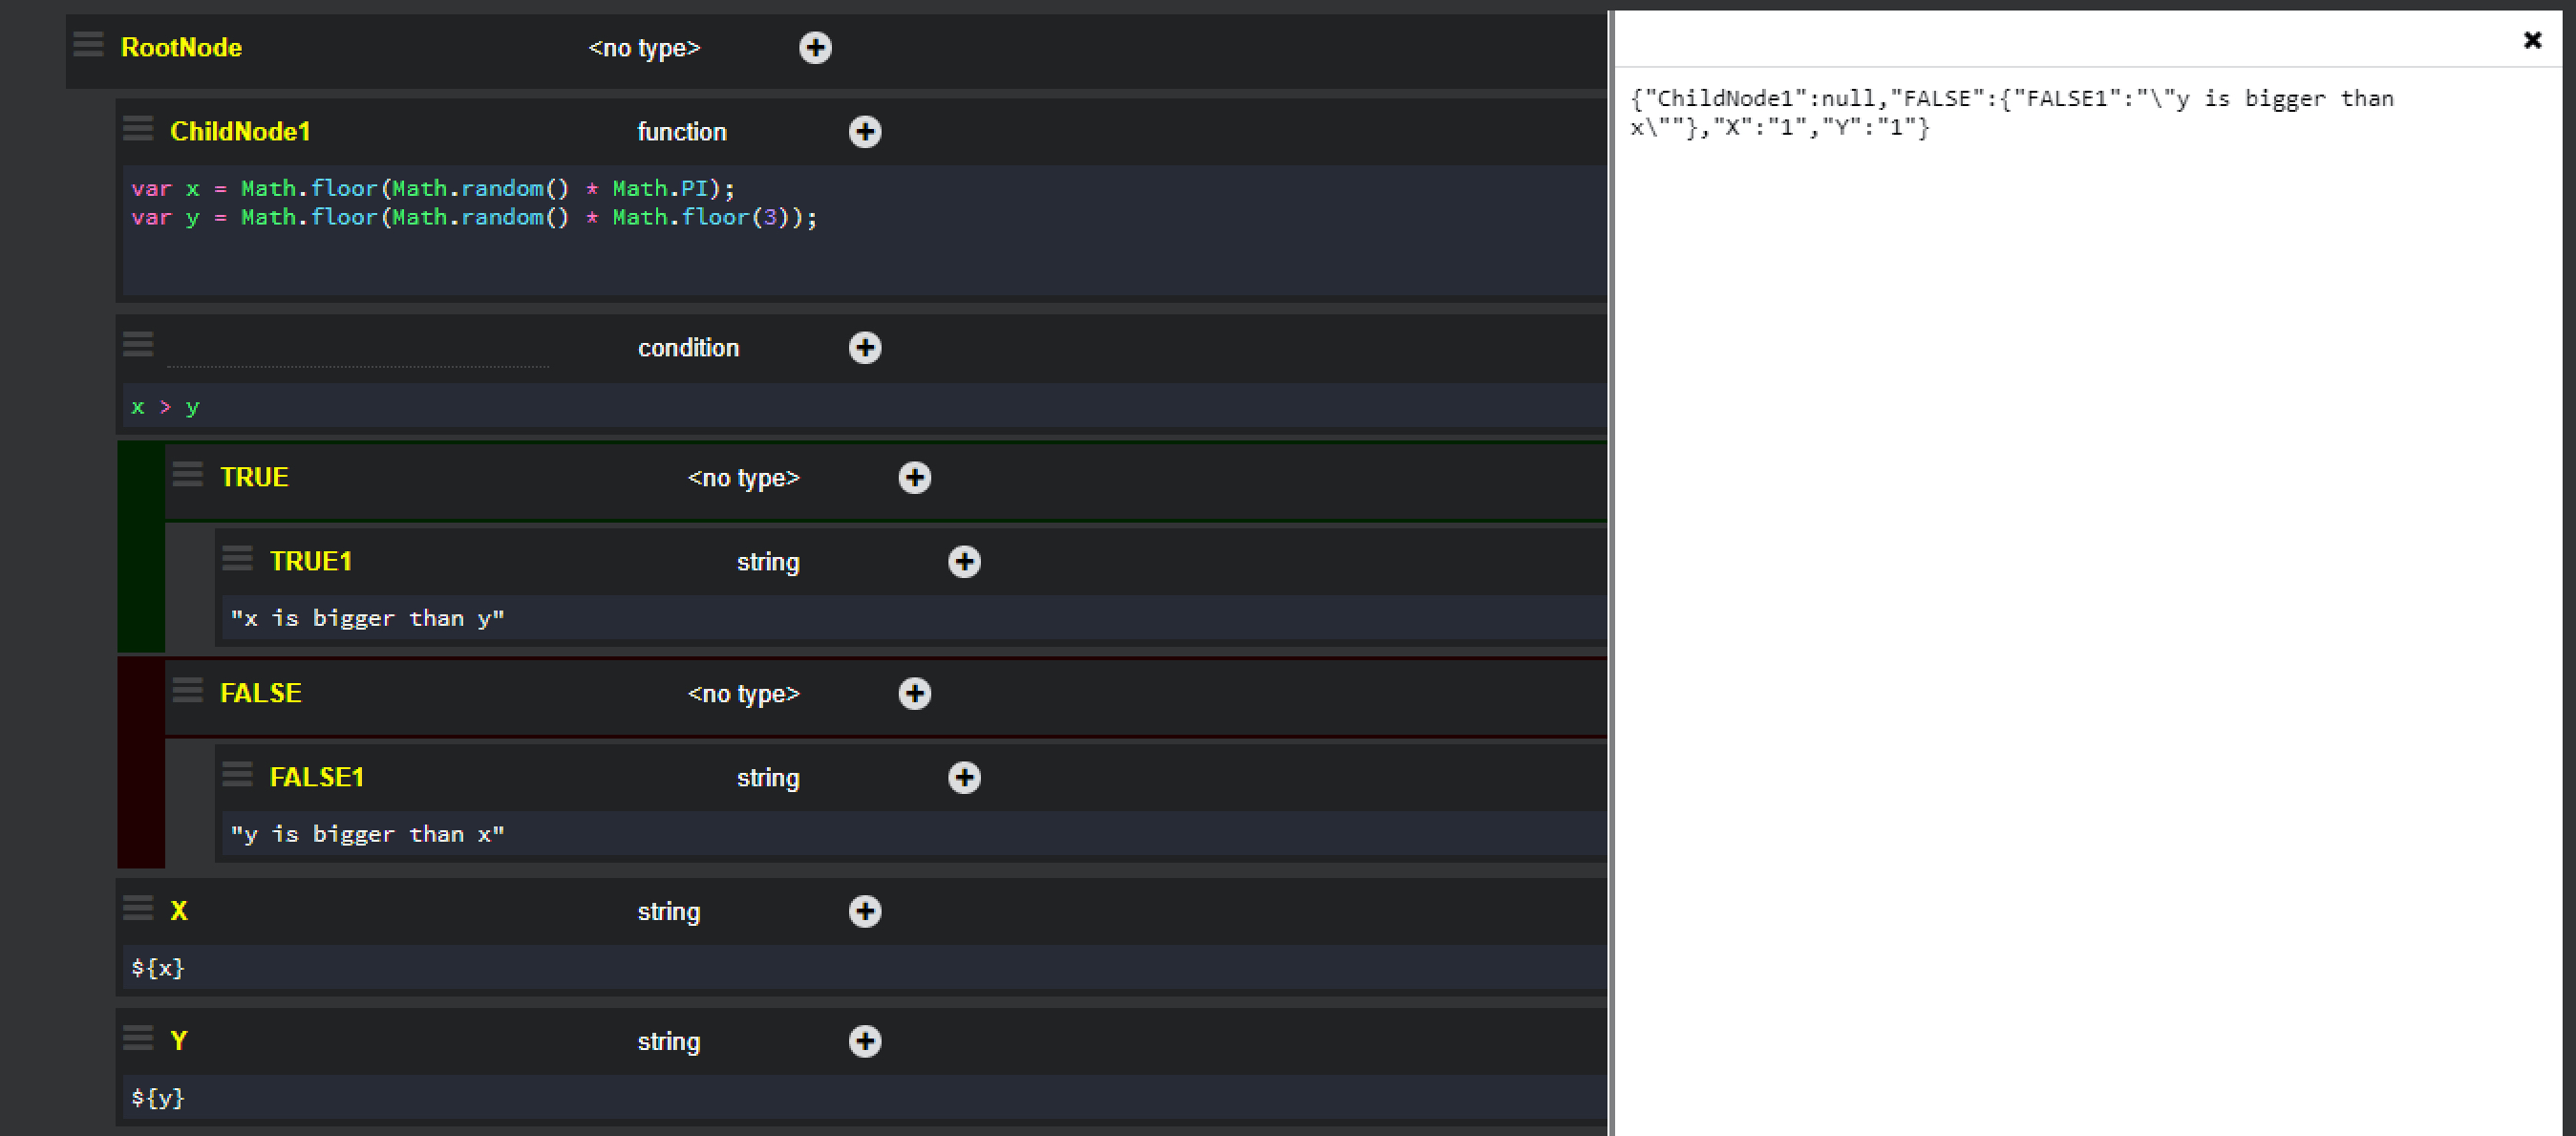 RootNode <no type>
ChildNode1 function
var x = Math.floor(Math.random() * Math.PI);
var y = Math.floor(Math.random() * Math.floor(3));
condition
x > y
TRUE <no type>
TRUE1 string
"x is bigger than y"
FALSE <no type>
FALSE1 string
"y is bigger than x"
X string
${x}
Y string
${y}
{"ChildNode1":null,"FALSE":{"FALSE1":"\"y is bigger than
x\""},"X":"1","Y":"1"}